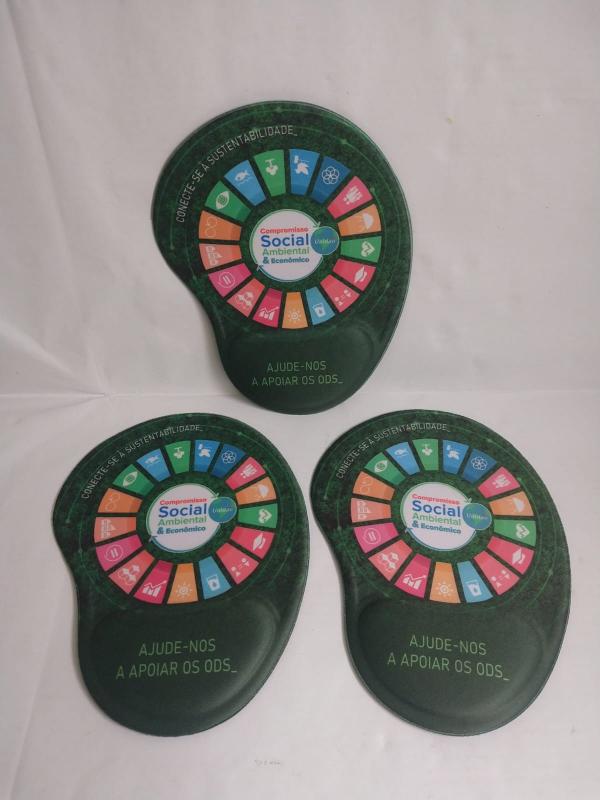 CONECTE-SE À SUSTENTABILIDADE_
Compromisso
Social
Ambiental
& Econômico
AJUDE-NOS
A APOIAR OS ODS_
CONECTE-SE À SUSTENTABILIDADE_
Compromisso
Social
Ambiental
& Econômico
AJUDE-NOS
A APOIAR OS ODS_
CONECTE-SE À SUSTENTABILIDADE_
Compromisso
Social
Ambiental
& Econômico
AJUDE-NOS
A APOIAR OS ODS_